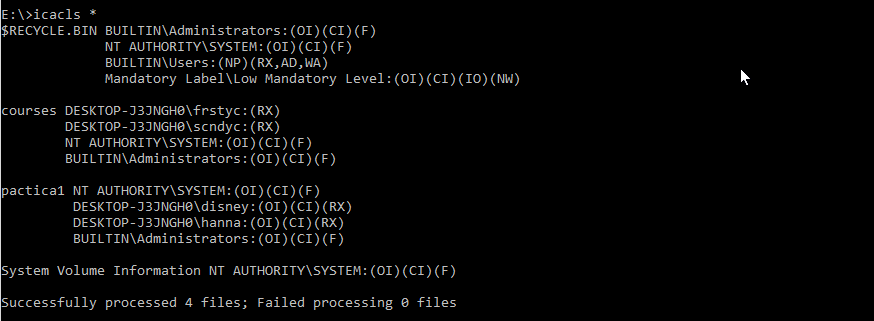 E:\>icacls *
$RECYCLE.BIN BUILTIN\Administrators:(OI)(CI)(F)
NT AUTHORITY\SYSTEM:(OI)(CI)(F)
BUILTIN\Users:(NP)(RX,AD,WA)
Mandatory Label\Low Mandatory Level:(OI)(CI)(IO)(NW)
courses DESKTOP-J3JNGH0\frstyc:(RX)
DESKTOP-J3JNGH0\scndyc:(RX)
NT AUTHORITY\SYSTEM:(OI)(CI)(F)
BUILTIN\Administrators:(OI)(CI)(F)
pactica1 NT AUTHORITY\SYSTEM:(OI)(CI)(F)
DESKTOP-J3JNGH0\disney:(OI)(CI)(RX)
DESKTOP-J3JNGH0\hanna:(OI)(CI)(RX)
BUILTIN\Administrators:(OI)(CI)(F)
System Volume Information NT AUTHORITY\SYSTEM:(OI)(CI)(F)
Successfully processed 4 files; Failed processing 0 files